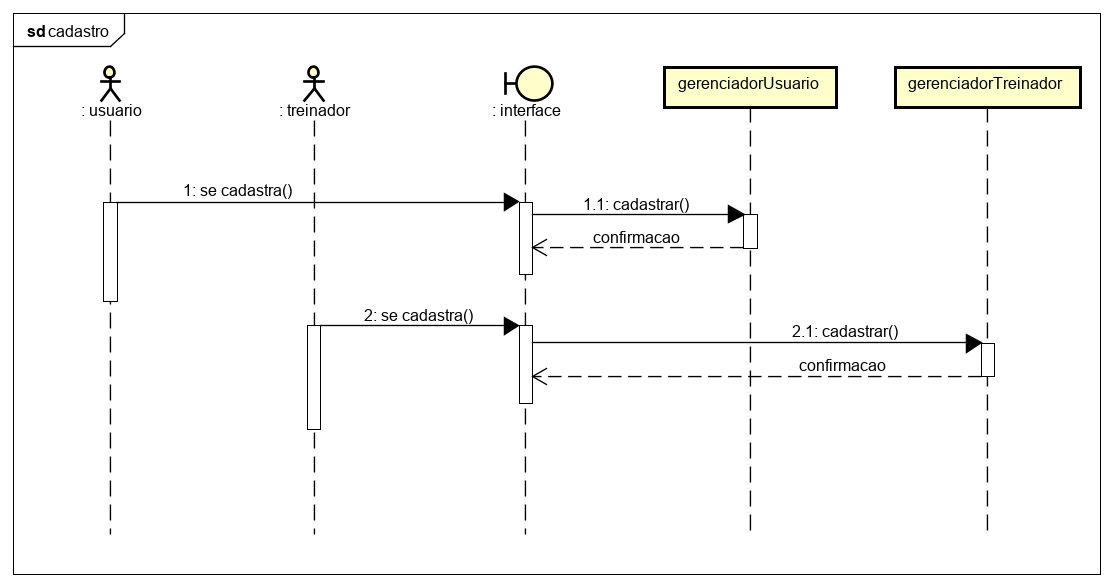 sd cadastro
: usuario
: treinador
: interface
gerenciadorUsuario
gerenciadorTreinador
1: se cadastra()
1.1: cadastrar()
confirmacao
2: se cadastra()
2.1: cadastrar()
confirmacao